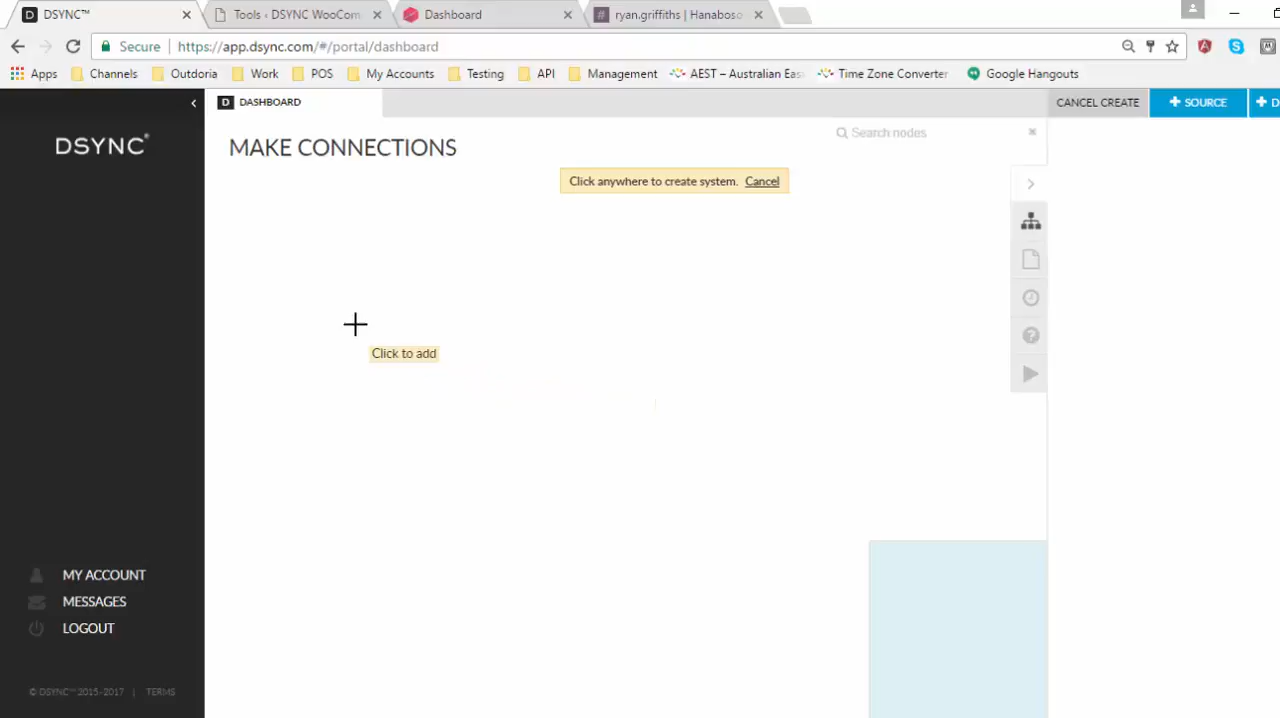 DSYNC™
Tools ‹ DSYNC WooCom
Dashboard
ryan.griffiths | Hanaboso
Secure
https://app.dsync.com/#/portal/dashboard
Apps
Channels
Outdoria
Work
POS
My Accounts
Testing
API
Management
AEST – Australian Eas
Time Zone Converter
Google Hangouts
D DASHBOARD
CANCEL CREATE
+ SOURCE
+ D
DSYNC®
MAKE CONNECTIONS
Search nodes
Click anywhere to create system. Cancel
Click to add
MY ACCOUNT
MESSAGES
LOGOUT
© DSYNC™ 2015-2017 | TERMS